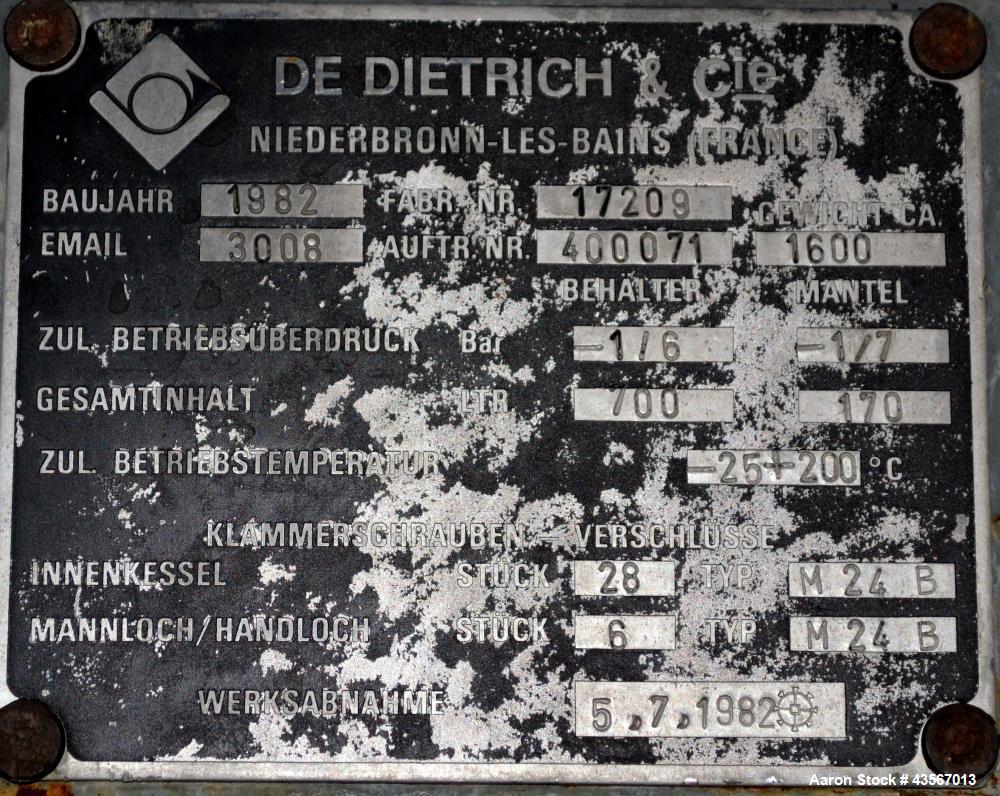 DE DIETRICH & Cie
NIEDERBRONN-LES-BAINS (FRANCE)
BAUJAHR 1982 FABR. NR. 17209 GEWICHT CA.
EMAIL 3008 AUFTR. NR. 400071 1600
BEHÄLTER MANTEL
ZUL. BETRIEBSÜBERDRUCK Bar -1/6 -1/7
GESAMTINHALT LTR 700 170
ZUL. BETRIEBSTEMPERATUR -25+200 °C
KLAMMERSCHRAUBEN - VERSCHLÜSSE
INNENKESSEL STÜCK 28 TYP M 24 B
MANNLOCH/HANDLOCH STÜCK 6 TYP M 24 B
WERKSABNAHME 5,7,1982
Aaron Stock # 43567013